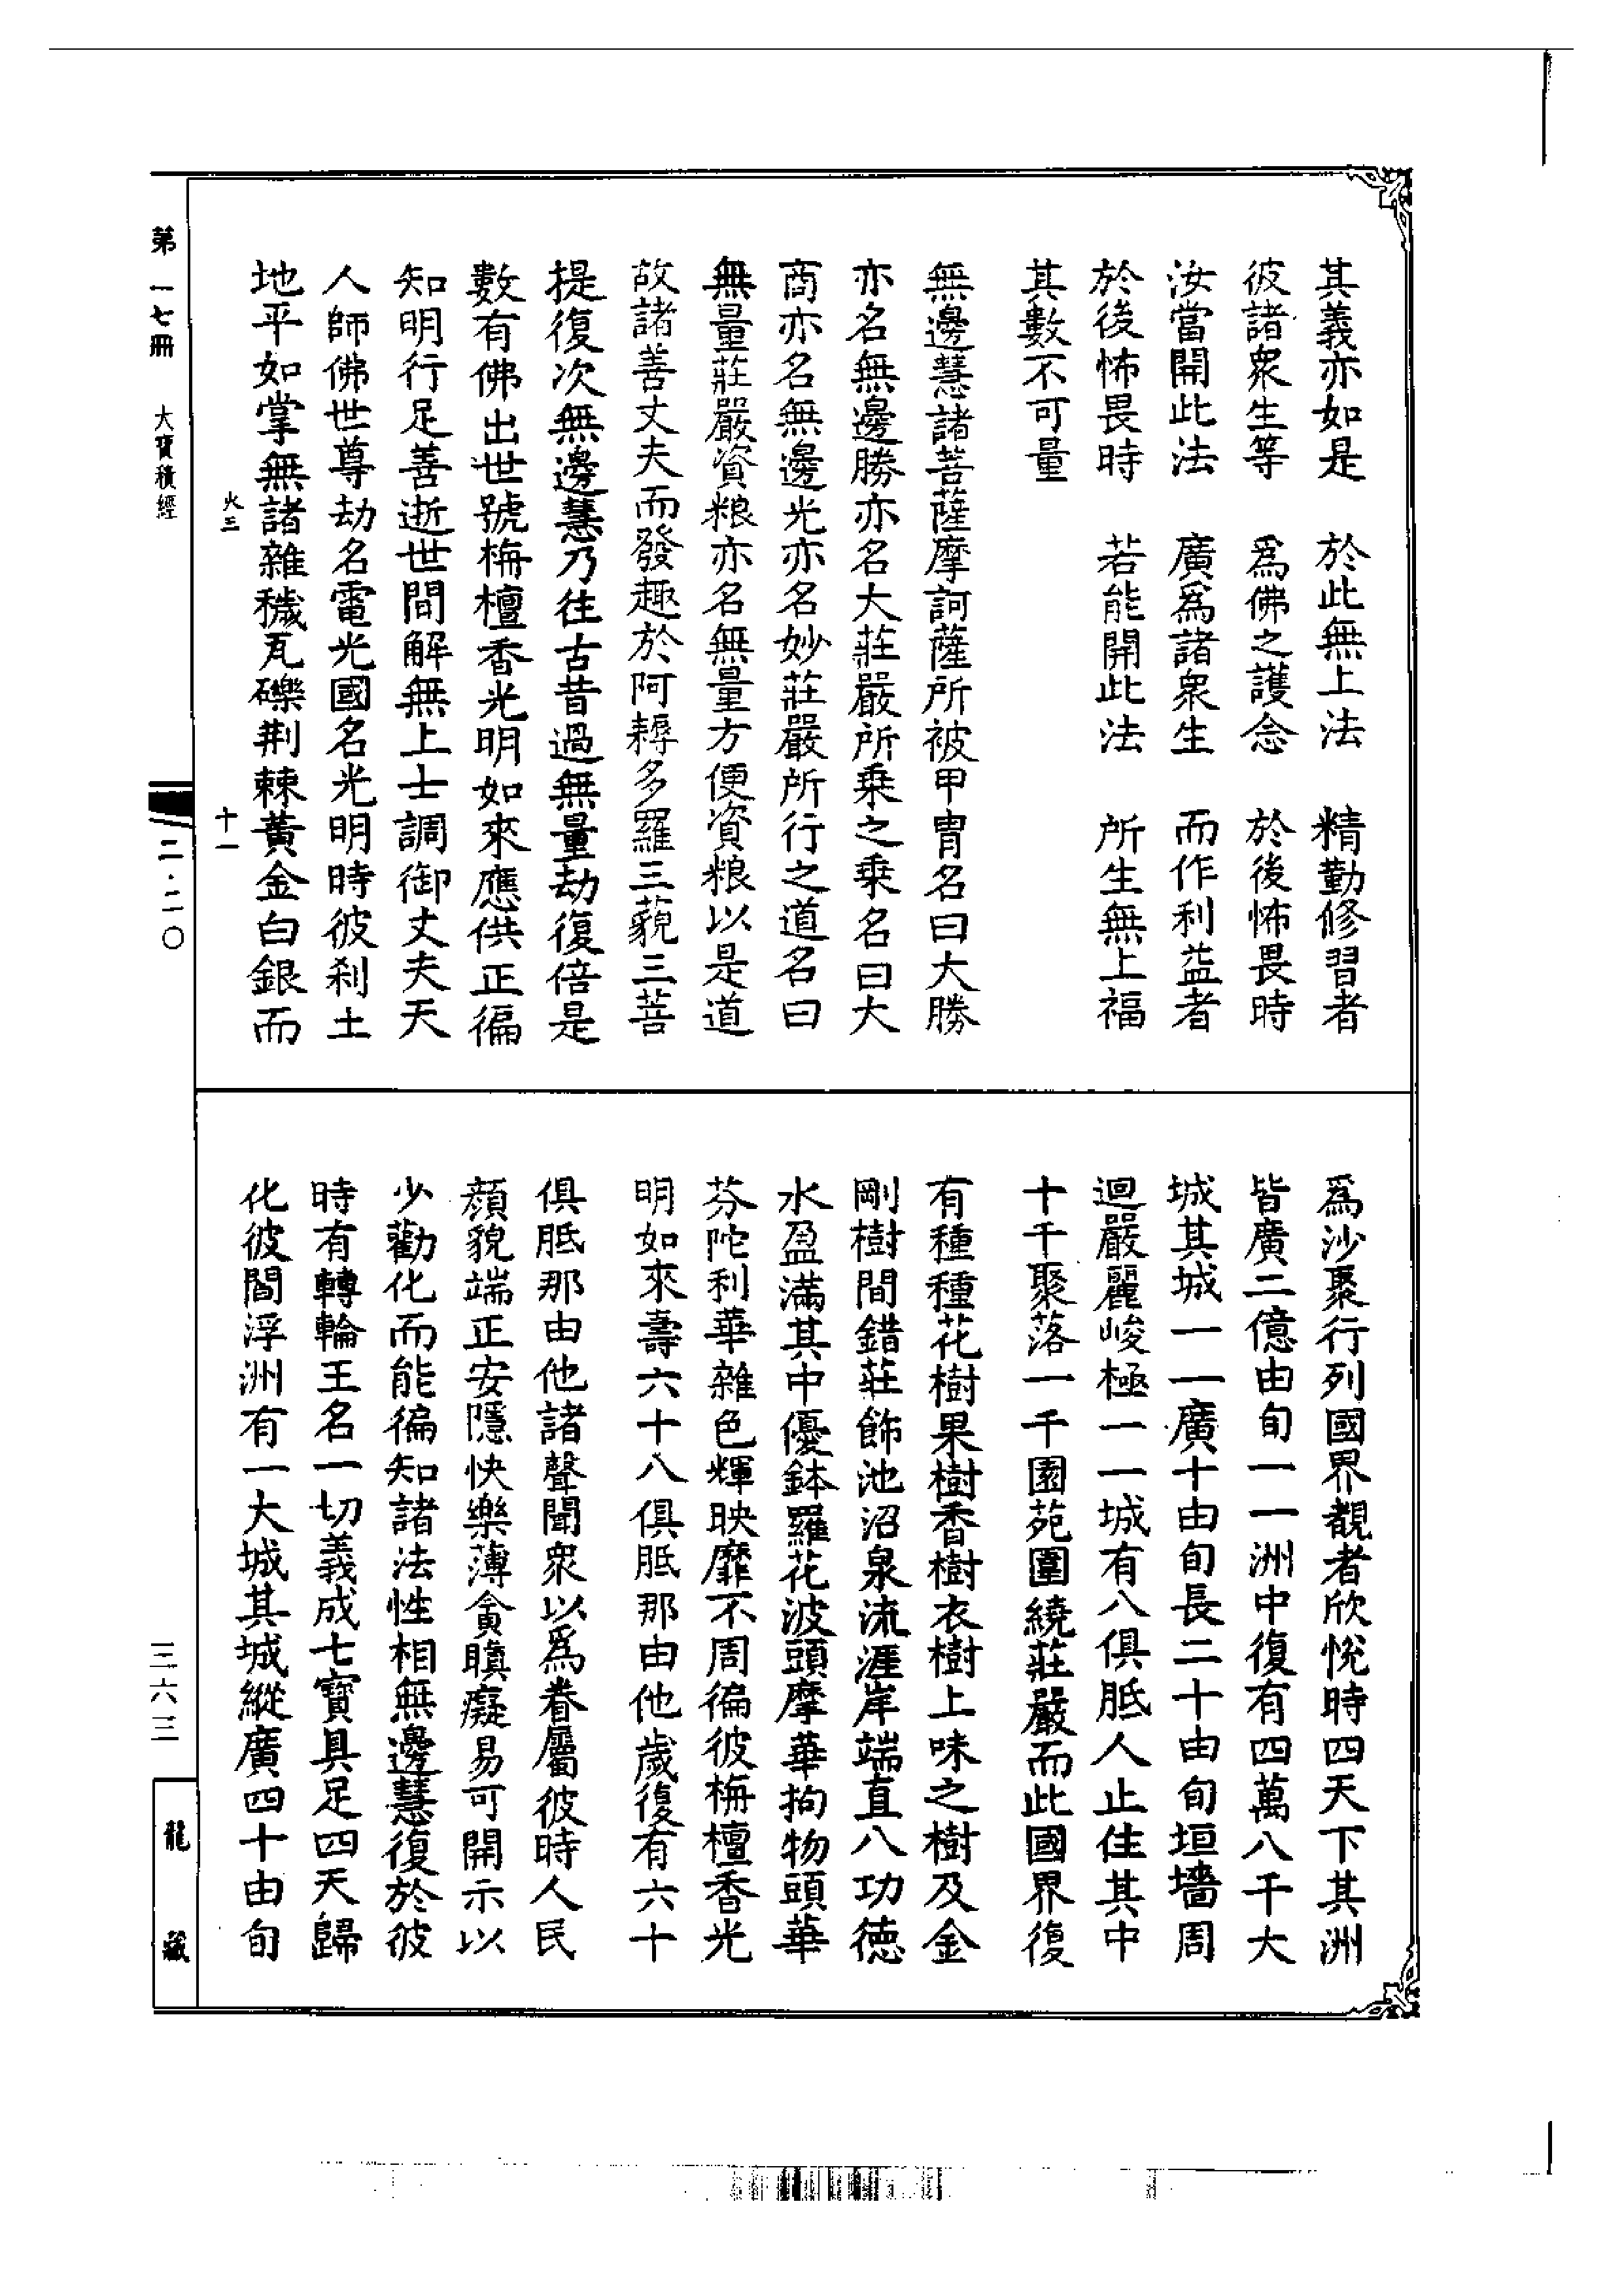 其義亦如是　於此無上法　精勤修習者
彼諸衆生等　爲佛之護念　於後怖畏時
汝當開此法　廣爲諸衆生　而作利益者
於後怖畏時　若能開此法　所生無上福
其數不可量
無邊慧諸菩薩摩訶薩所被甲冑名曰大勝
亦名無邊勝亦名大莊嚴所乗之乗名曰大
商亦名無邊光亦名妙莊嚴所行之道名曰
無量莊嚴資粮亦名無量方便資粮以是道
故諸善丈夫而發趣於阿耨多羅三藐三菩
提復次無邊慧乃往古昔過無量劫復倍是
數有佛出世號栴檀香光明如來應供正徧
知明行足善逝世間解無上士調御丈夫天
人師佛世尊劫名電光國名光明時彼刹土
地平如掌無諸雜穢瓦礫荆棘黃金白銀而
火三
十一
爲沙聚行列國界覩者欣悅時四天下其洲
皆廣二億由旬一一洲中復有四萬八千大
城其城一一廣十由旬長二十由旬垣墻周
迴嚴麗峻極一一城有八俱胝人止住其中
十千聚落一千園苑圍繞莊嚴而此國界復
有種種花樹果樹香樹衣樹上味之樹及金
剛樹間錯莊飾池沼泉流涯岸端直八功徳
水盈滿其中優鉢羅花波頭摩華拘物頭華
芬陀利華雜色輝映靡不周徧彼栴檀香光
明如來壽六十八俱胝那由他歲復有六十
俱胝那由他諸聲聞衆以爲眷屬彼時人民
顏貌端正安隱快樂薄貪瞋癡易可開示以
少勸化而能徧知諸法性相無邊慧復於彼
時有轉輪王名一切義成七寶具足四天歸
化彼閻浮洲有一大城其城縱廣四十由旬
第一七冊　大寶積經
二·二〇
三六三
龍藏